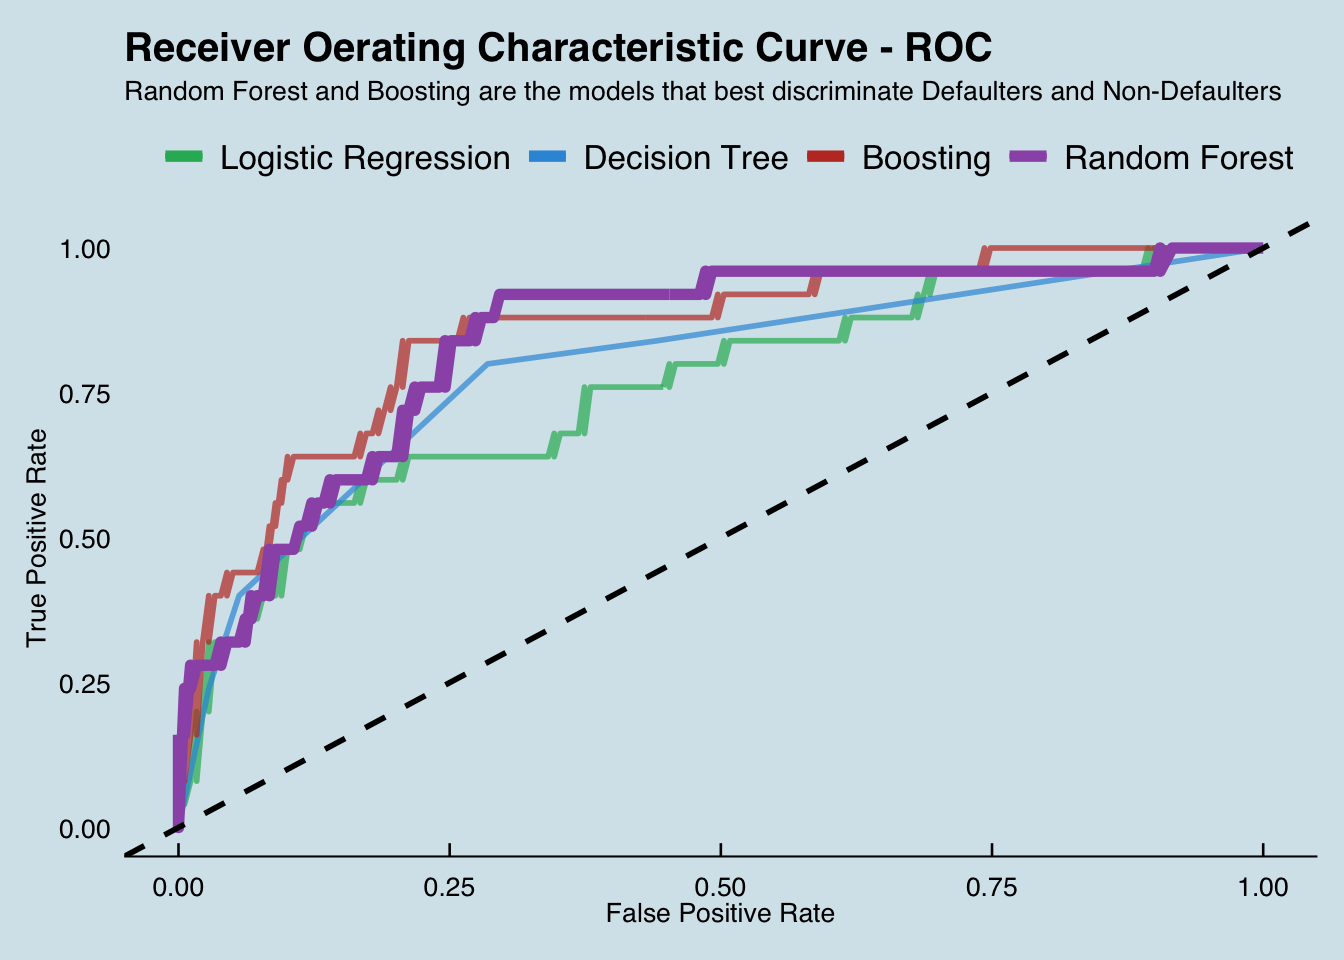 Receiver Oerating Characteristic Curve - ROC
Random Forest and Boosting are the models that best discriminate Defaulters and Non-Defaulters
Logistic Regression Decision Tree Boosting Random Forest
1.00
0.75
0.50
0.25
0.00
True Positive Rate
0.00 0.25 0.50 0.75 1.00
False Positive Rate